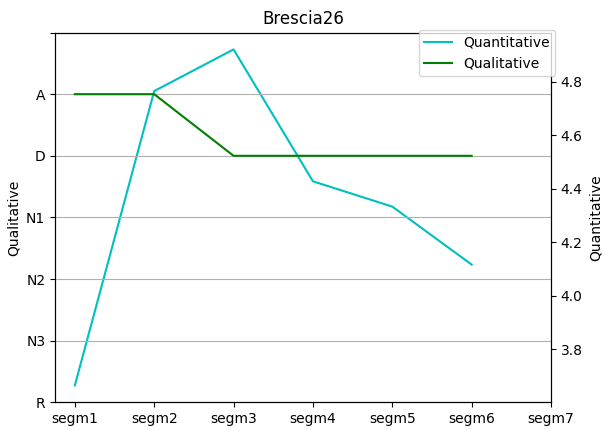 Brescia26
Quantitative
Qualitative
A
D
N1
N2
N3
R
Qualitative
4.8
4.6
4.4
4.2
4.0
3.8
Quantitative
segm1 segm2 segm3 segm4 segm5 segm6 segm7